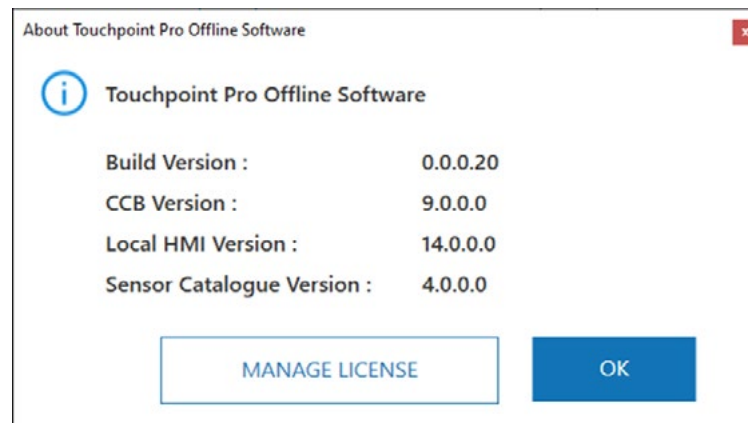 About Touchpoint Pro Offline Software
x
Touchpoint Pro Offline Software
Build Version : 0.0.0.20
CCB Version : 9.0.0.0
Local HMI Version : 14.0.0.0
Sensor Catalogue Version : 4.0.0.0
MANAGE LICENSE OK